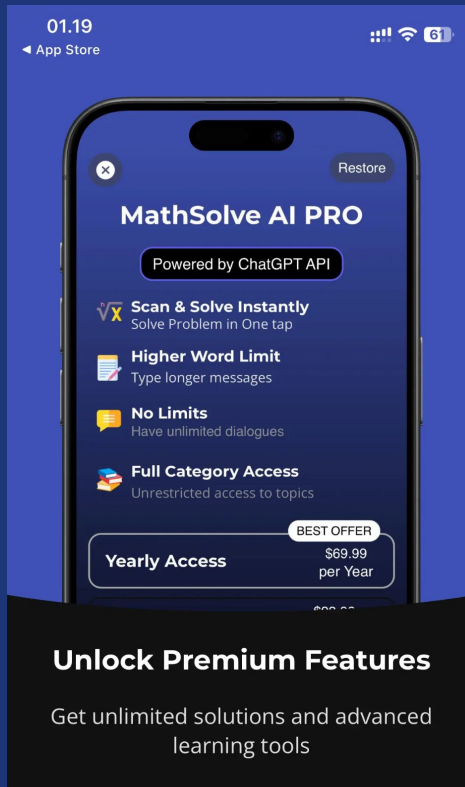 01.19
◀ App Store
61
Restore
MathSolve AI PRO
Powered by ChatGPT API
Scan & Solve Instantly
Solve Problem in One tap
Higher Word Limit
Type longer messages
No Limits
Have unlimited dialogues
Full Category Access
Unrestricted access to topics
BEST OFFER
Yearly Access
$69.99
per Year
Unlock Premium Features
Get unlimited solutions and advanced
learning tools